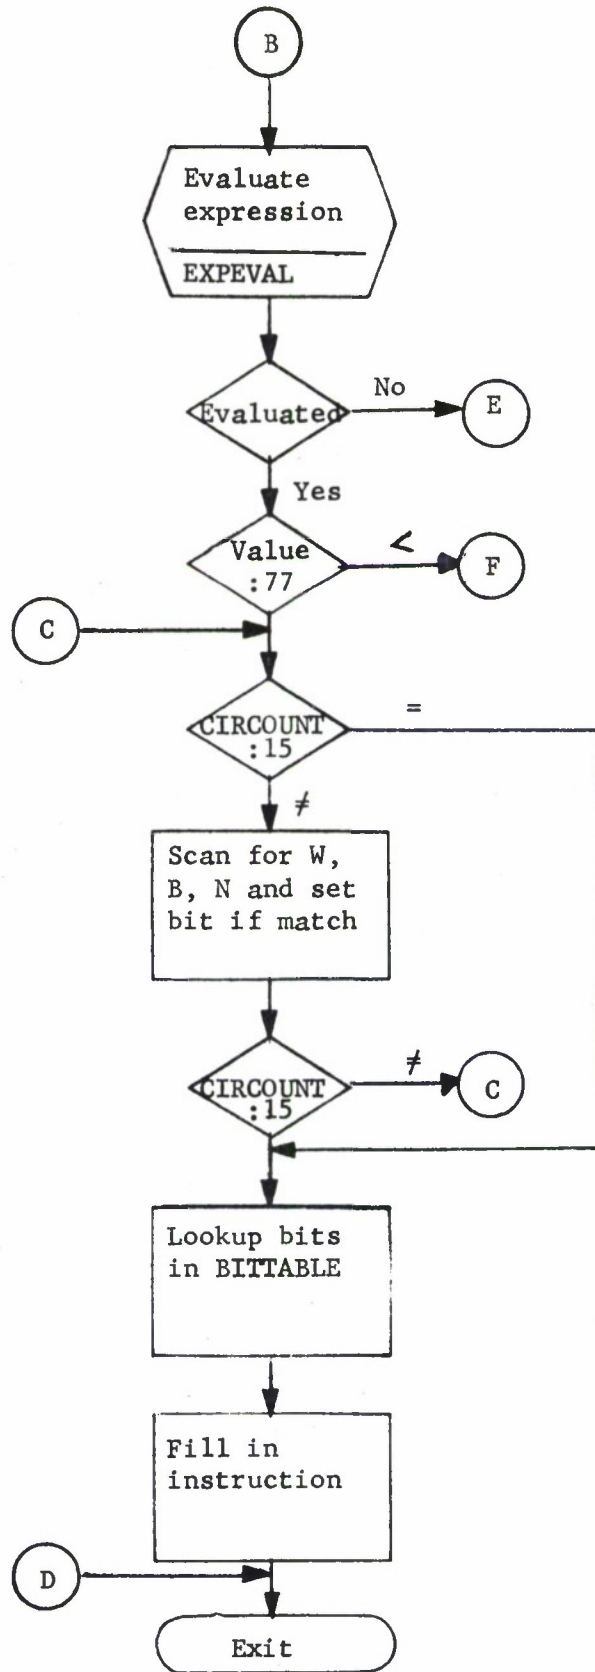 B
Evaluate
expression
EXPEVAL
Evaluated
No
E
Yes
Value
:77
<
F
C
CIRCOUNT
:15
=
≠
Scan for W,
B, N and set
bit if match
CIRCOUNT
:15
≠
C
Lookup bits
in BITTABLE
Fill in
instruction
D
Exit